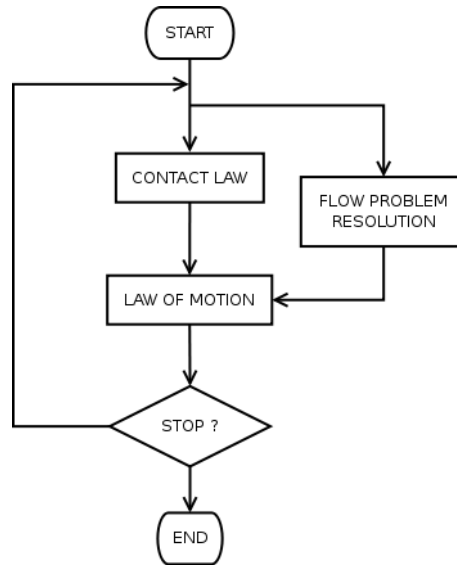 START
CONTACT LAW
FLOW PROBLEM
RESOLUTION
LAW OF MOTION
STOP ?
END